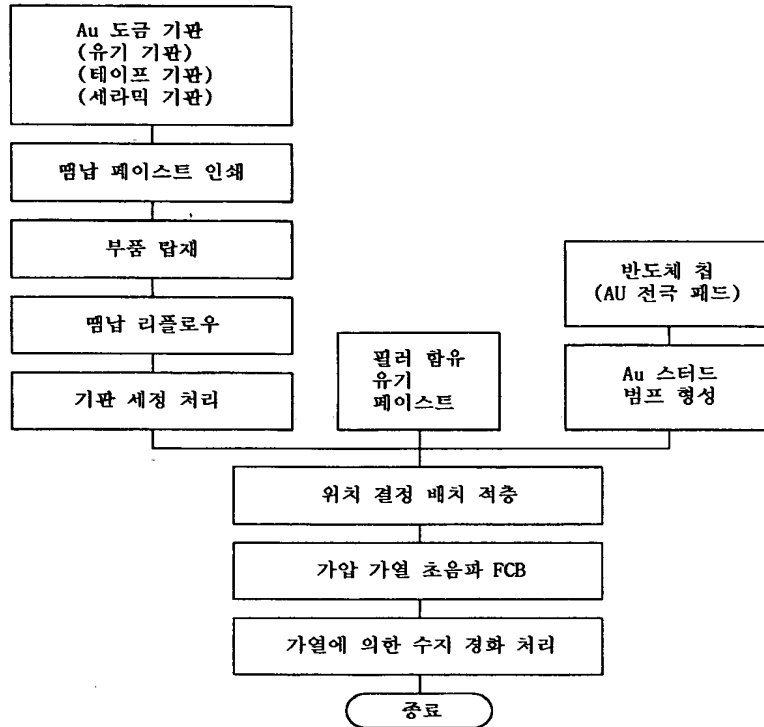 Au 도금 기판
(유기 기판)
(테이프 기판)
(세라믹 기판)
땜납 페이스트 인쇄
부품 탑재
땜납 리플로우
기판 세정 처리
필러 함유
유기
페이스트
반도체 칩
(AU 전극 패드)
Au 스터드
범프 형성
위치 결정 배치 적층
가압 가열 초음파 FCB
가열에 의한 수지 경화 처리
종료